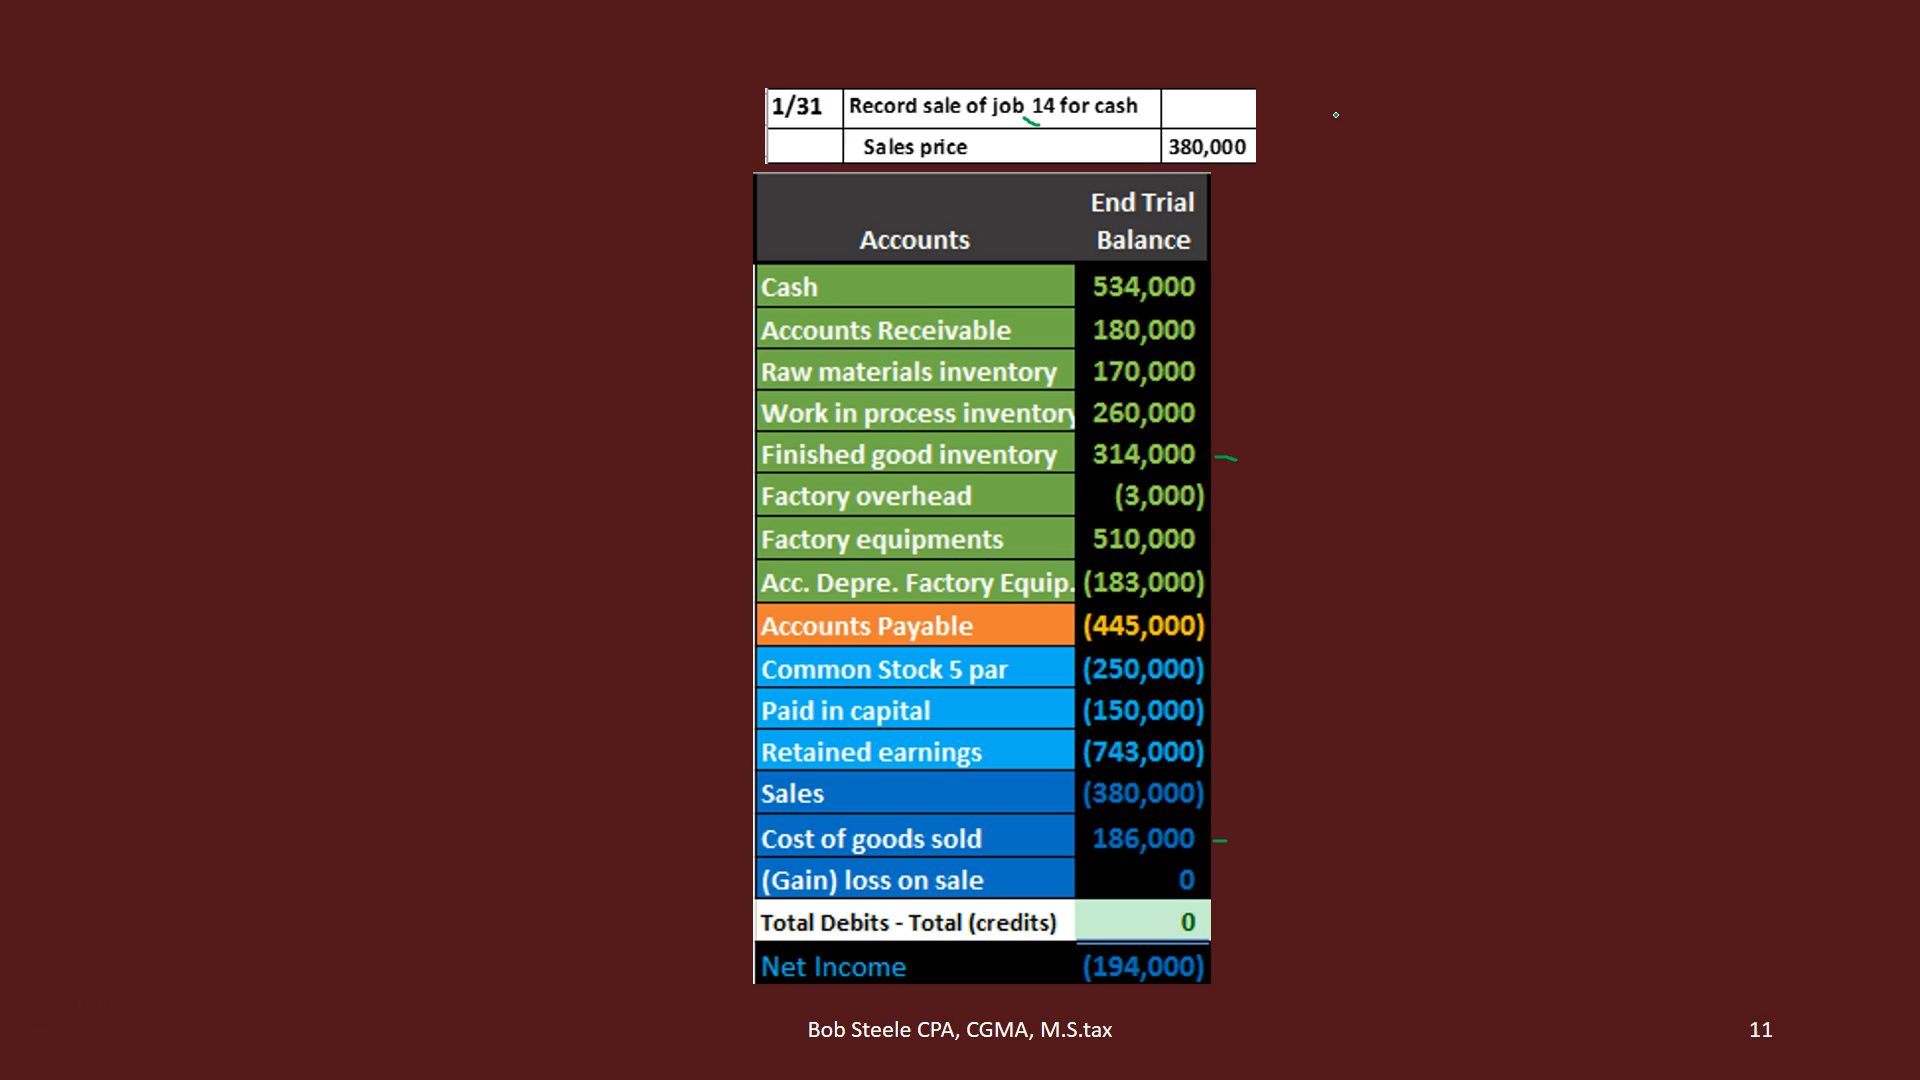 1/31 Record sale of job 14 for cash
Sales price 380,000
End Trial
Accounts Balance
Cash 534,000
Accounts Receivable 180,000
Raw materials inventory 170,000
Work in process inventory 260,000
Finished good inventory 314,000
Factory overhead (3,000)
Factory equipments 510,000
Acc. Depre. Factory Equip. (183,000)
Accounts Payable (445,000)
Common Stock 5 par (250,000)
Paid in capital (150,000)
Retained earnings (743,000)
Sales (380,000)
Cost of goods sold 186,000
(Gain) loss on sale 0
Total Debits - Total (credits) 0
Net Income (194,000)
Bob Steele CPA, CGMA, M.S.tax 11